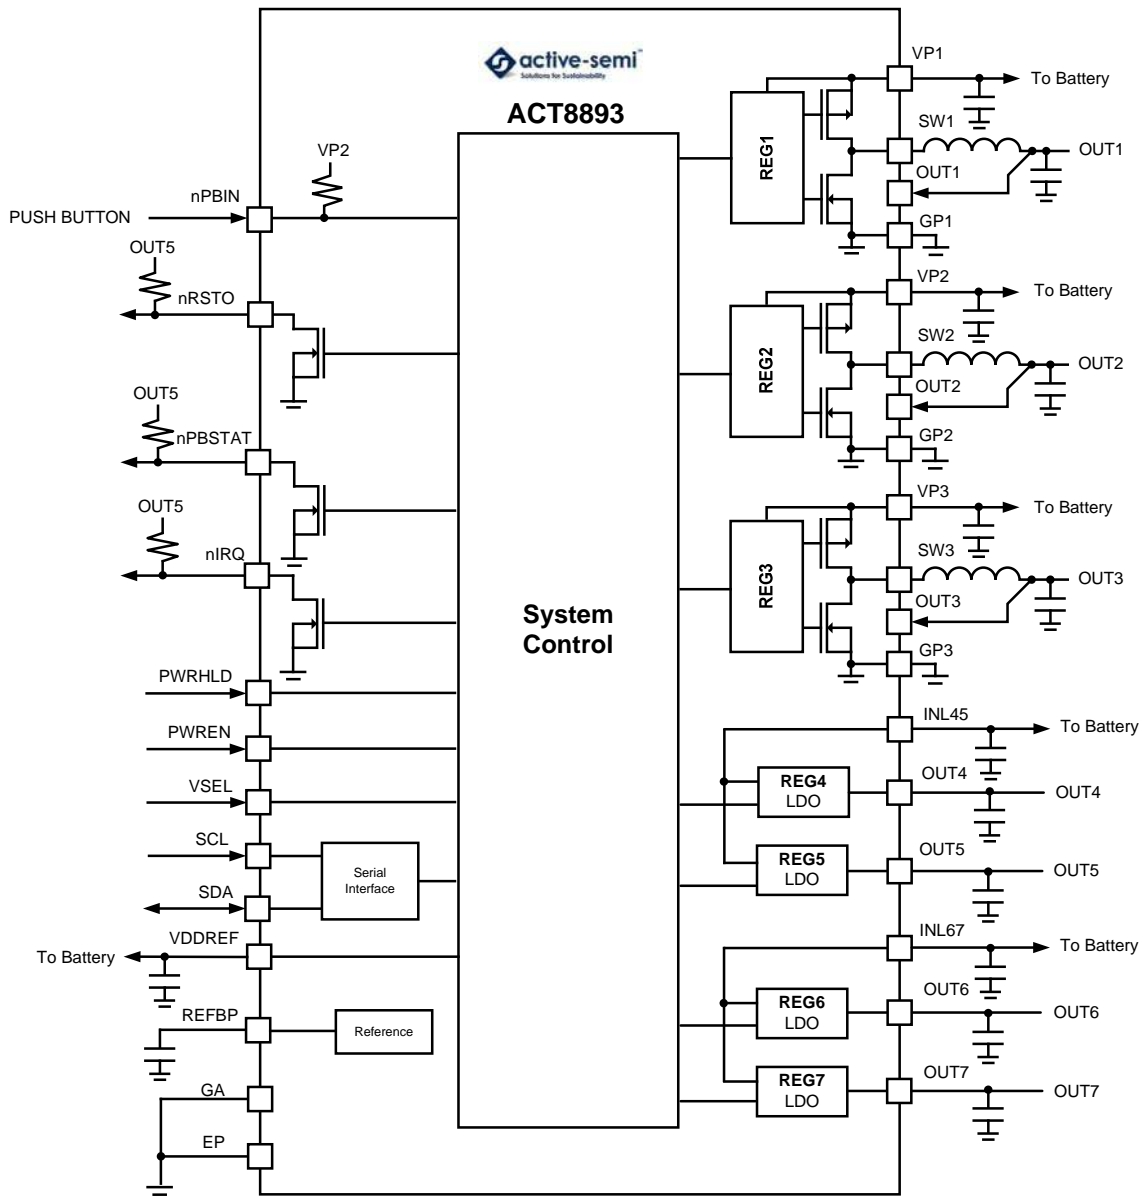 active-semi™
Solutions for Sustainability
ACT8893
VP2
nPBIN
PUSH BUTTON
OUT5
nRSTO
OUT5
nPBSTAT
OUT5
nIRQ
PWRHLD
PWREN
VSEL
SCL
Serial
Interface
SDA
VDDREF
To Battery
REFBP
Reference
GA
EP
System
Control
VP1
To Battery
REG1
SW1
OUT1
OUT1
GP1
VP2
To Battery
REG2
SW2
OUT2
OUT2
GP2
VP3
To Battery
REG3
SW3
OUT3
OUT3
GP3
INL45
To Battery
REG4
LDO
OUT4
OUT4
REG5
LDO
OUT5
OUT5
INL67
To Battery
REG6
LDO
OUT6
OUT6
REG7
LDO
OUT7
OUT7